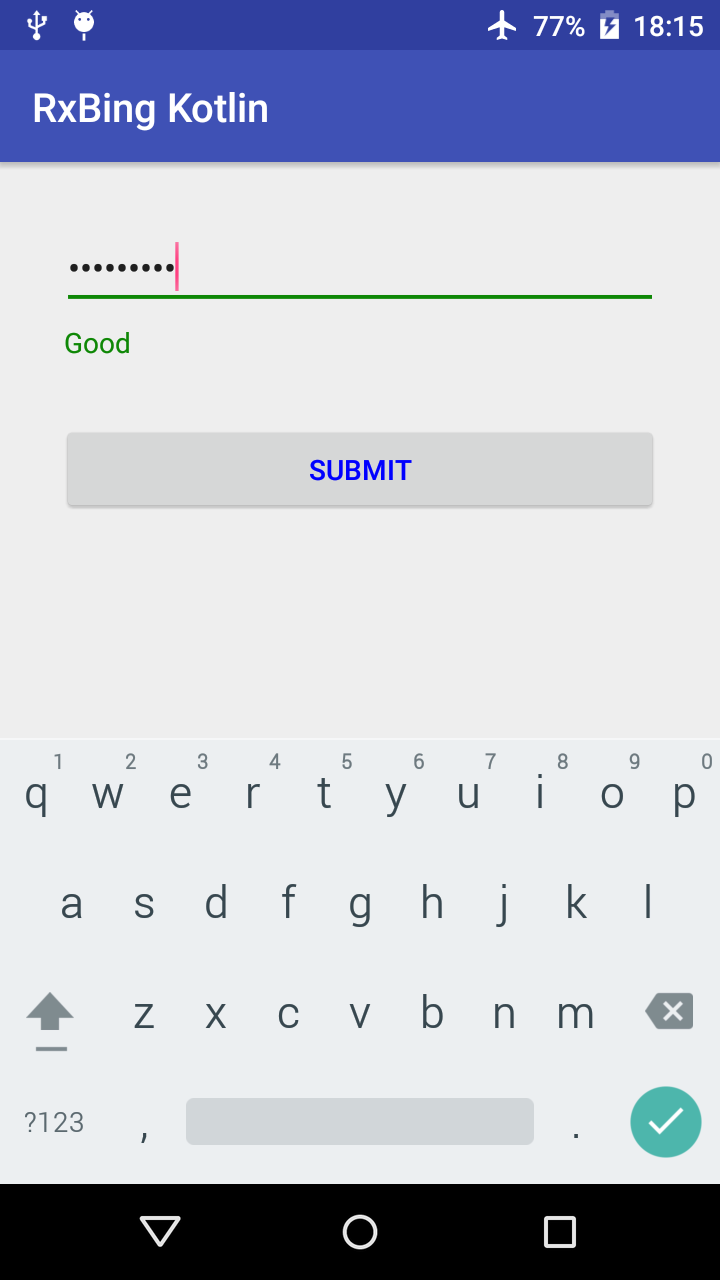 77% 18:15
RxBing Kotlin
•••••••••
Good
SUBMIT
1 2 3 4 5 6 7 8 9 0
q w e r t y u i o p
a s d f g h j k l
z x c v b n m
?123 , .